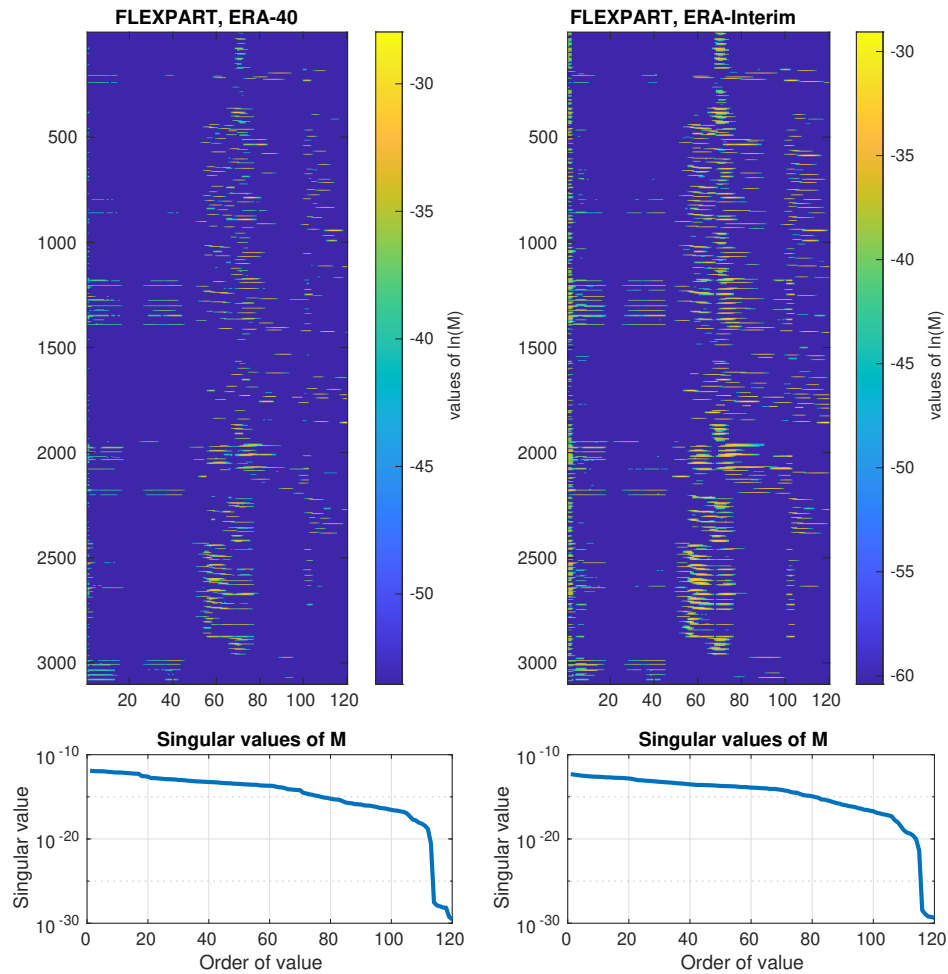 FLEXPART, ERA-40
500
1000
1500
2000
2500
3000
20 40 60 80 100 120
-30
-35
-40
-45
-50
values of ln(M)
FLEXPART, ERA-Interim
500
1000
1500
2000
2500
3000
20 40 60 80 100 120
-30
-35
-40
-45
-50
-55
-60
values of ln(M)
Singular values of M
10-10
10-20
10-30
Singular value
0 20 40 60 80 100 120
Order of value
Singular values of M
10-10
10-20
10-30
Singular value
0 20 40 60 80 100 120
Order of value